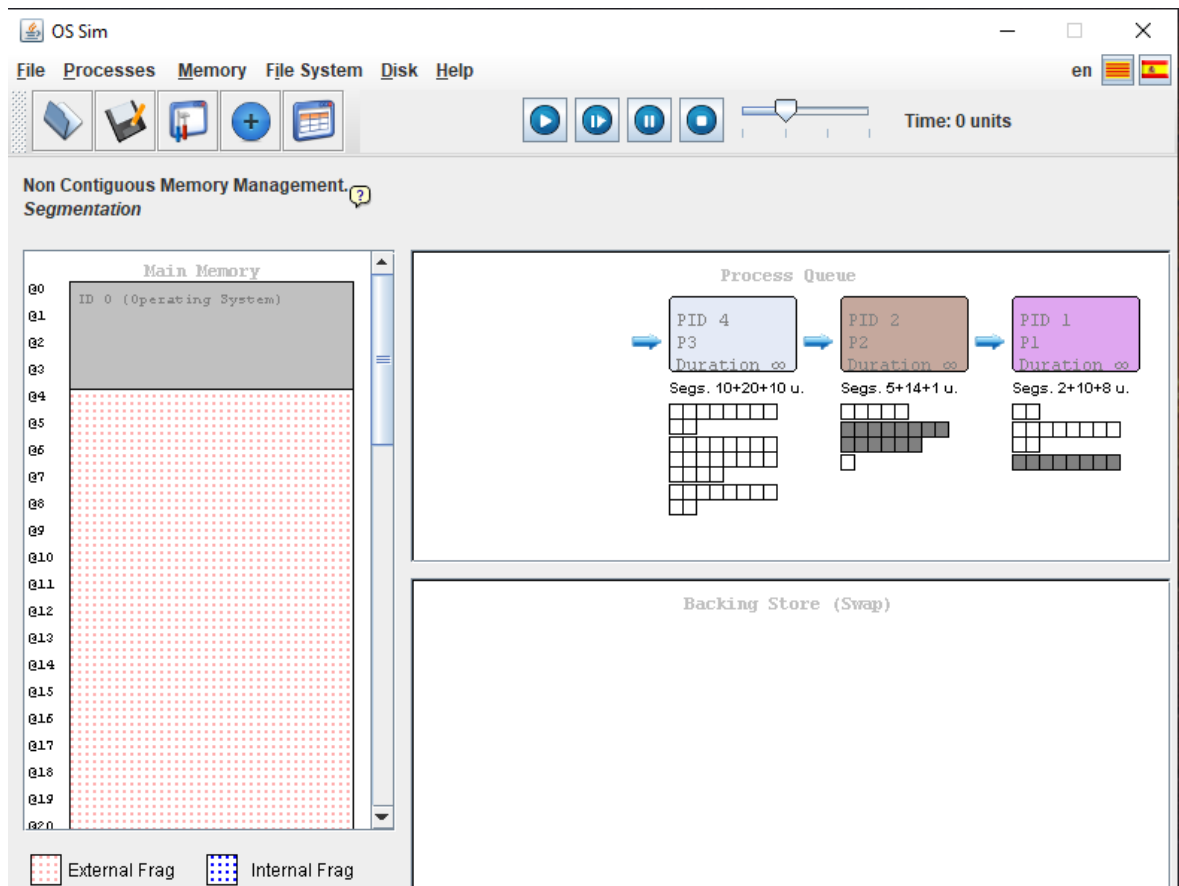 OS Sim
File Processes Memory File System Disk Help
en
Time: 0 units
Non Contiguous Memory Management.
?
Segmentation
Main Memory
@0
ID 0 (Operating System)
@1
@2
@3
@4
@5
@6
@7
@8
@9
@10
@11
@12
@13
@14
@15
@16
@17
@18
@19
@20
External Frag
Internal Frag
Process Queue
PID 4
P3
Duration ∞
Segs. 10+20+10 u.
PID 2
P2
Duration ∞
Segs. 5+14+1 u.
PID 1
P1
Duration ∞
Segs. 2+10+8 u.
Backing Store (Swap)